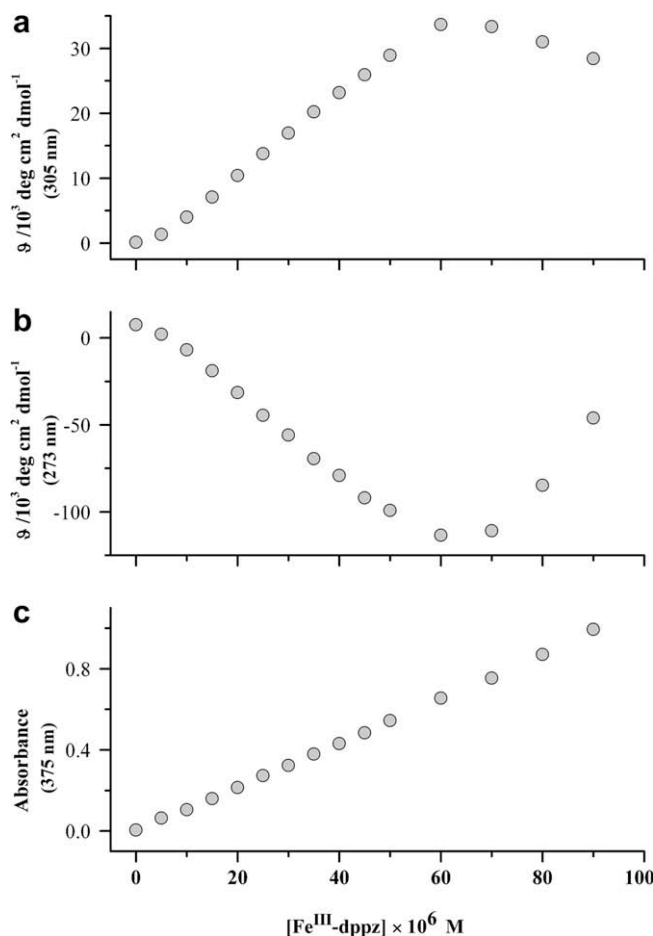 a
30
20
10
0
ϑ /10³ deg cm² dmol⁻¹
(305 nm)
b
0
-50
-100
ϑ /10³ deg cm² dmol⁻¹
(273 nm)
c
0.8
0.4
0.0
Absorbance
(375 nm)
0 20 40 60 80 100
[Feᴵᴵᴵ-dppz] × 10⁶ M